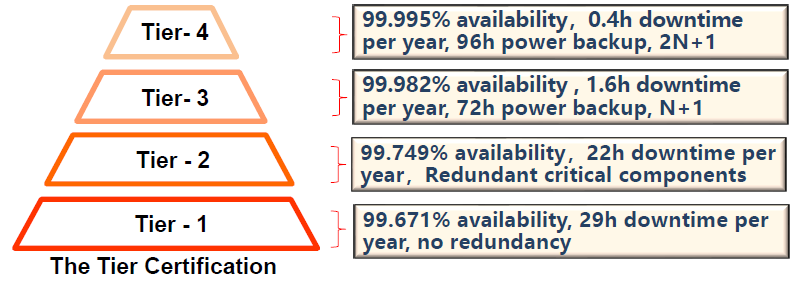 Tier- 4
99.995% availability, 0.4h downtime
per year, 96h power backup, 2N+1
Tier- 3
99.982% availability , 1.6h downtime
per year, 72h power backup, N+1
Tier - 2
99.749% availability, 22h downtime per
year, Redundant critical components
Tier - 1
99.671% availability, 29h downtime per
year, no redundancy
The Tier Certification